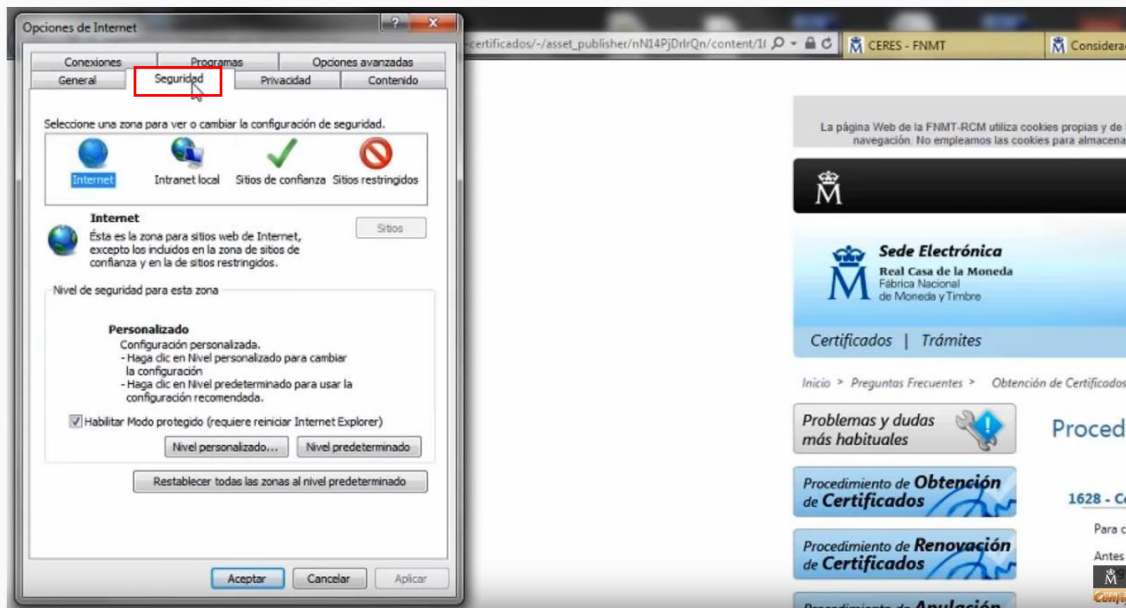 Opciones de Internet
Conexiones Programas Opciones avanzadas
General Seguridad Privacidad Contenido
Seleccione una zona para ver o cambiar la configuración de seguridad.
Internet Intranet local Sitios de confianza Sitios restringidos
Internet
Sitios
Ésta es la zona para sitios web de Internet,
excepto los incluidos en la zona de sitios de
confianza y en la de sitios restringidos.
Nivel de seguridad para esta zona
Personalizado
Configuración personalizada.
- Haga clic en Nivel personalizado para cambiar
la configuración
- Haga clic en Nivel predeterminado para usar la
configuración recomendada.
Habilitar Modo protegido (requiere reiniciar Internet Explorer)
Nivel personalizado... Nivel predeterminado
Restablecer todas las zonas al nivel predeterminado
Aceptar Cancelar Aplicar
-certificados/-/asset_publisher/nN14PjDrIrQn/content/1
CERES - FNMT
Considera
La página Web de la FNMT-RCM utiliza cookies propias y de
navegación. No empleamos las cookies para almacena
Sede Electrónica
Real Casa de la Moneda
Fábrica Nacional
de Moneda y Timbre
Certificados | Trámites
Inicio > Preguntas Frecuentes > Obtención de Certificados
Problemas y dudas
más habituales
Proced
Procedimiento de Obtención
de Certificados
1628 - C
Para c
Procedimiento de Renovación
de Certificados
Antes
Procedimiento de Anulación